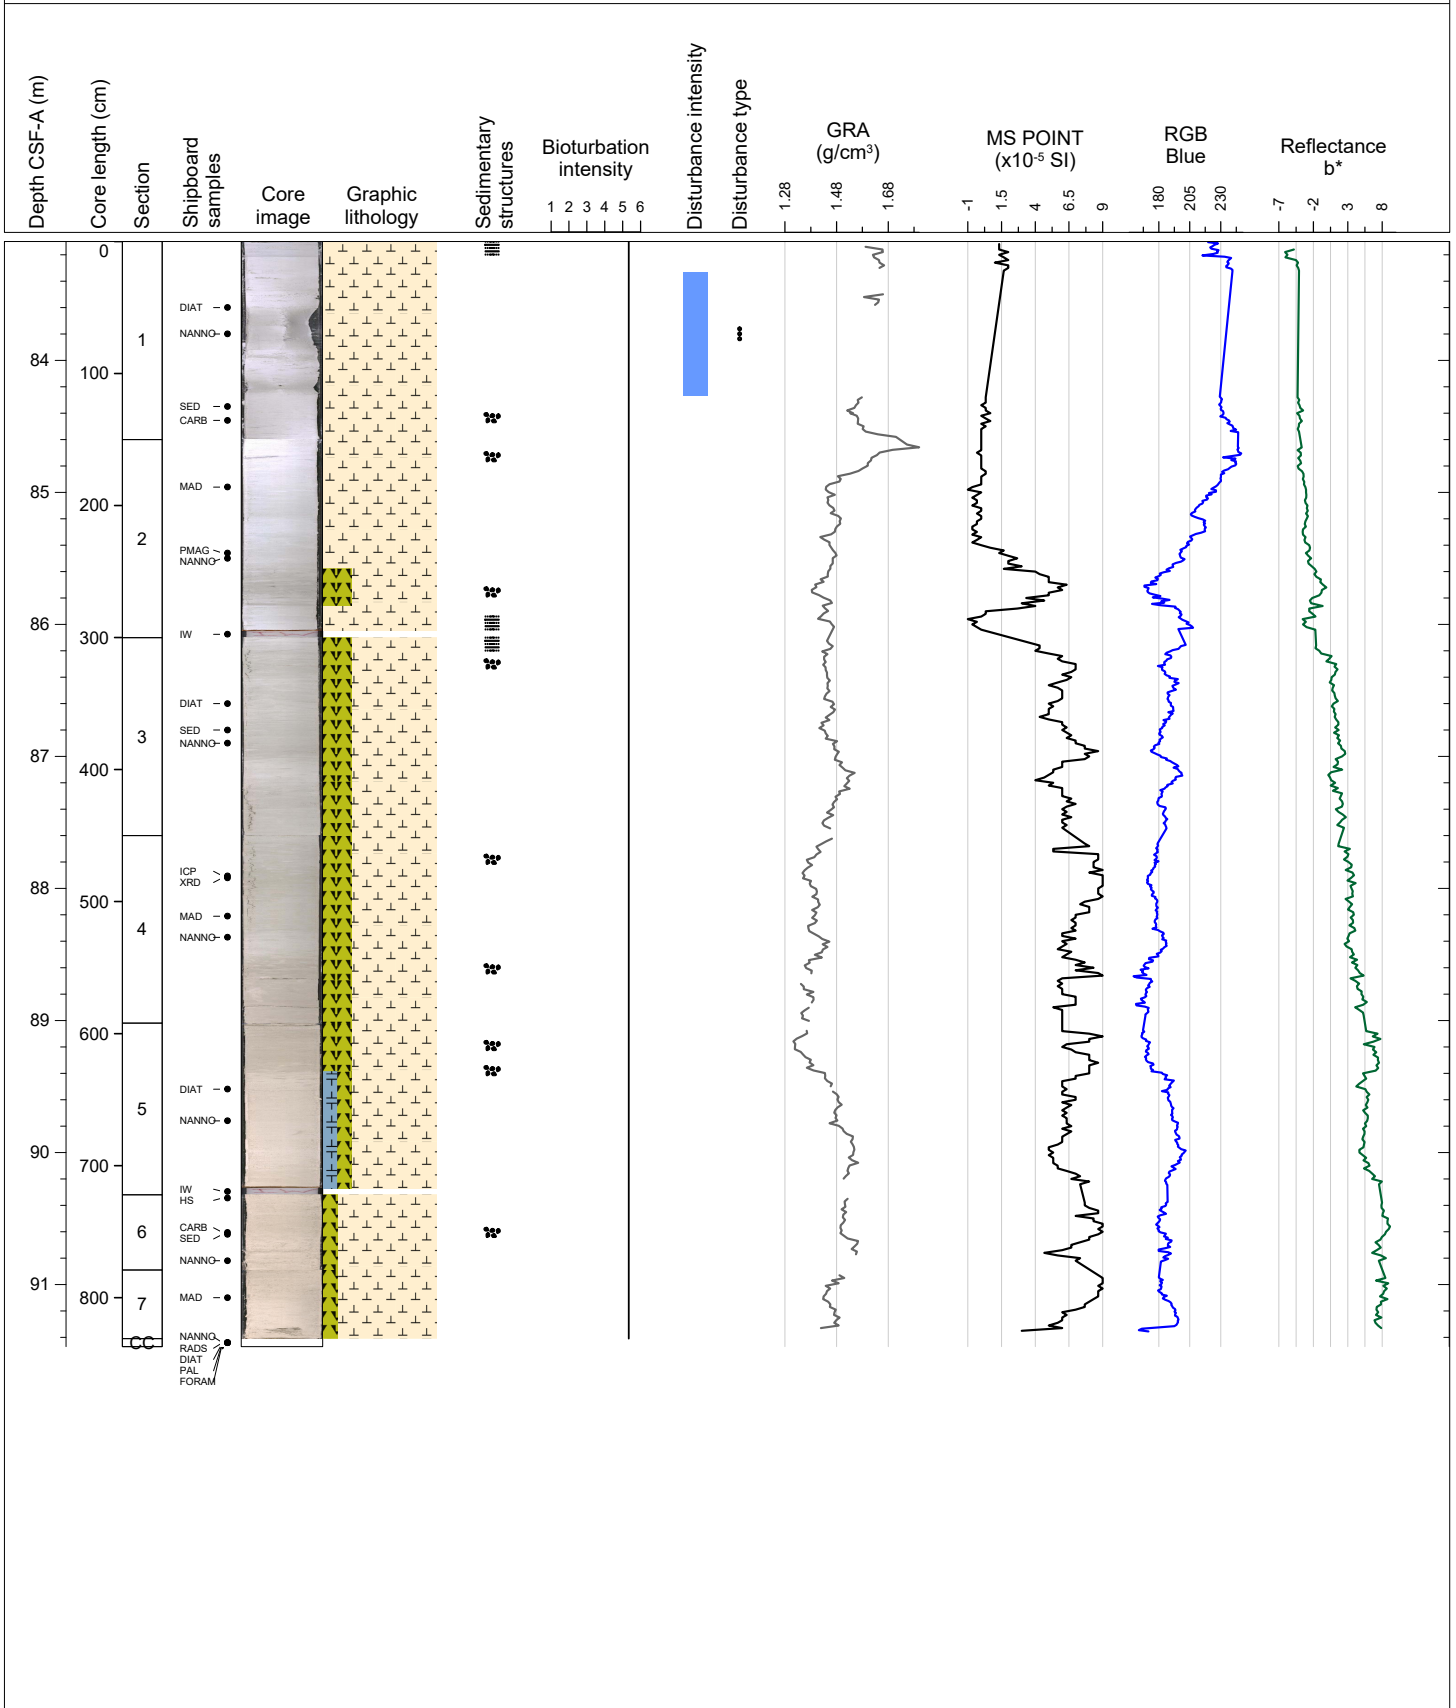 Depth CSF-A (m)
Core length (cm)
Section
Shipboard
samples
Core
image
Graphic
lithology
Sedimentary
structures
Bioturbation
intensity
1 2 3 4 5 6
Disturbance intensity
Disturbance type
GRA
(g/cm³)
1.28 1.48 1.68
MS POINT
(x10⁻⁵ SI)
-1 1.5 4 6.5 9
RGB
Blue
180 205 230
Reflectance
b*
-7 -2 3 8
0
DIAT
NANNO
1
84
100
SED
CARB
MAD
85
200
2
PMAG
NANNO
86
300
IW
DIAT
SED
NANNO
3
87
400
ICP
XRD
88
500
MAD
4
NANNO
89
600
DIAT
5
NANNO
90
700
IW
HS
CARB
SED
6
NANNO
91
800
MAD
7
NANNO
CC
RADS
DIAT
PAL
FORAM